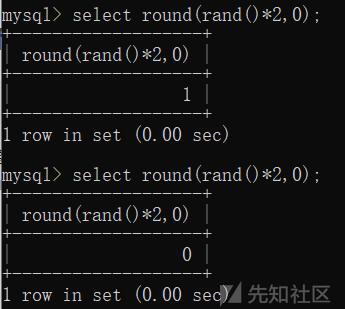 mysql> select round(rand()*2,0);
+-------------------+
| round(rand()*2,0) |
+-------------------+
|                 1 |
+-------------------+
1 row in set (0.00 sec)
mysql> select round(rand()*2,0);
+-------------------+
| round(rand()*2,0) |
+-------------------+
|                 0 |
+-------------------+
1 row in set (0.00 sec)
先知社区